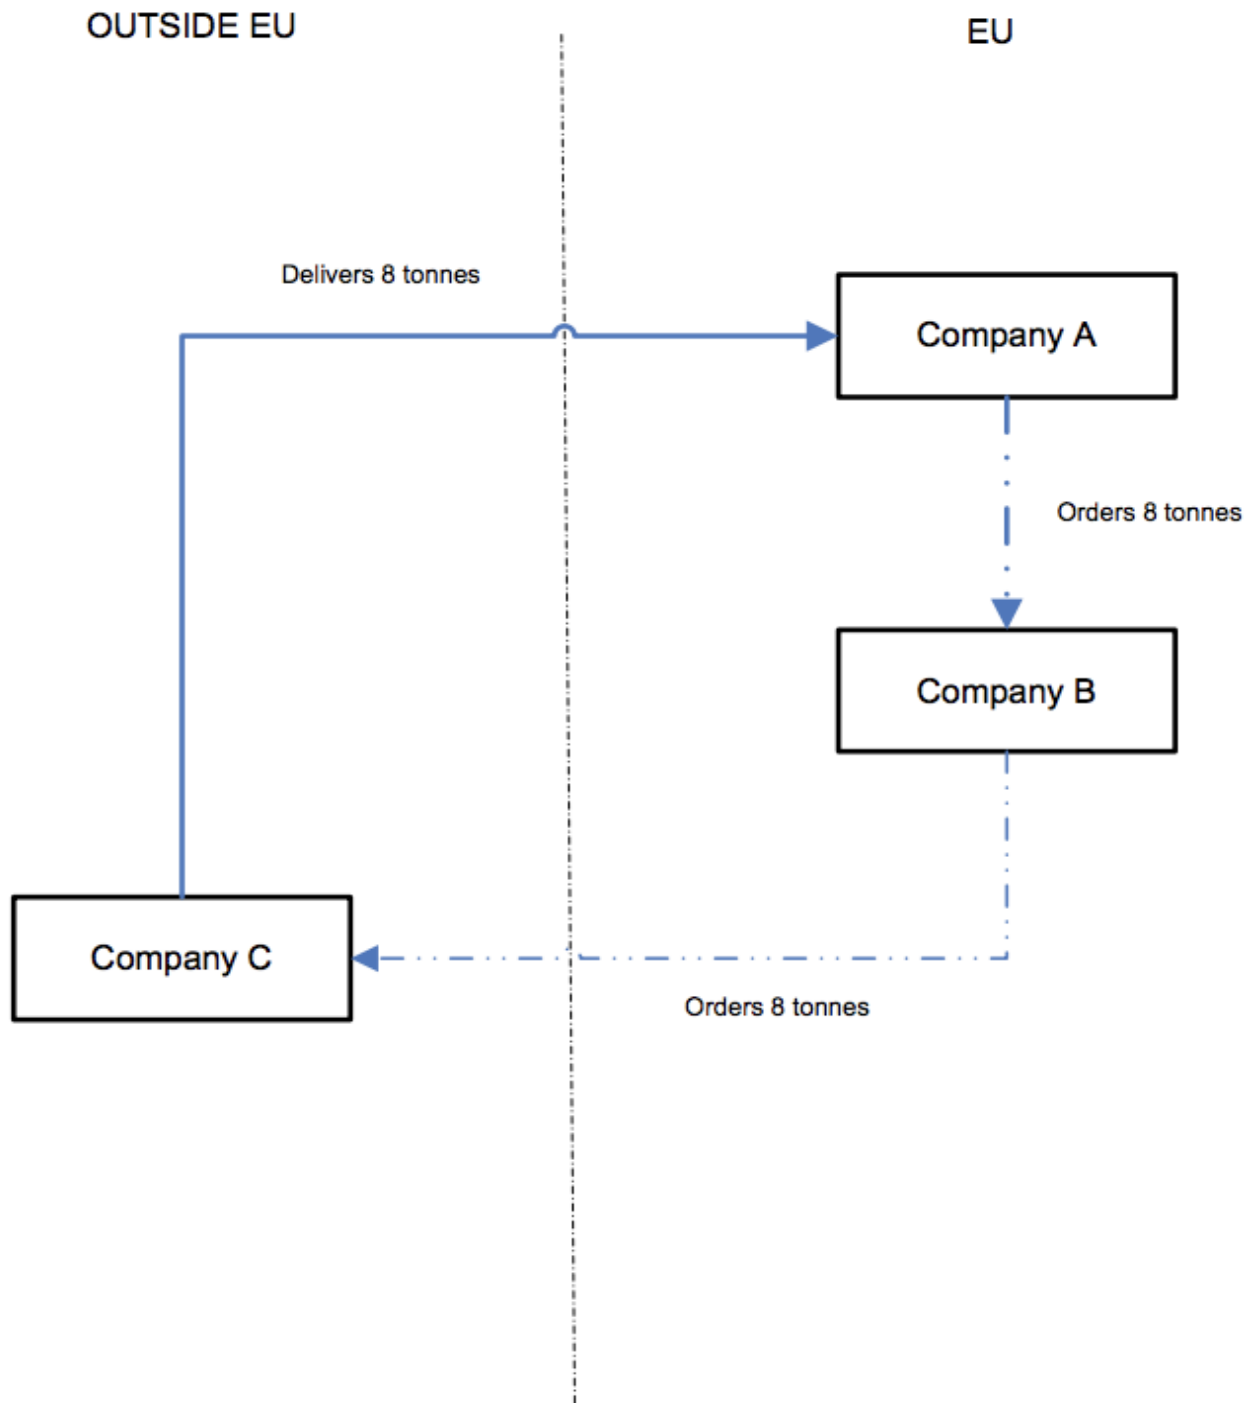 OUTSIDE EU
EU
Delivers 8 tonnes
Company A
Orders 8 tonnes
Company B
Company C
Orders 8 tonnes